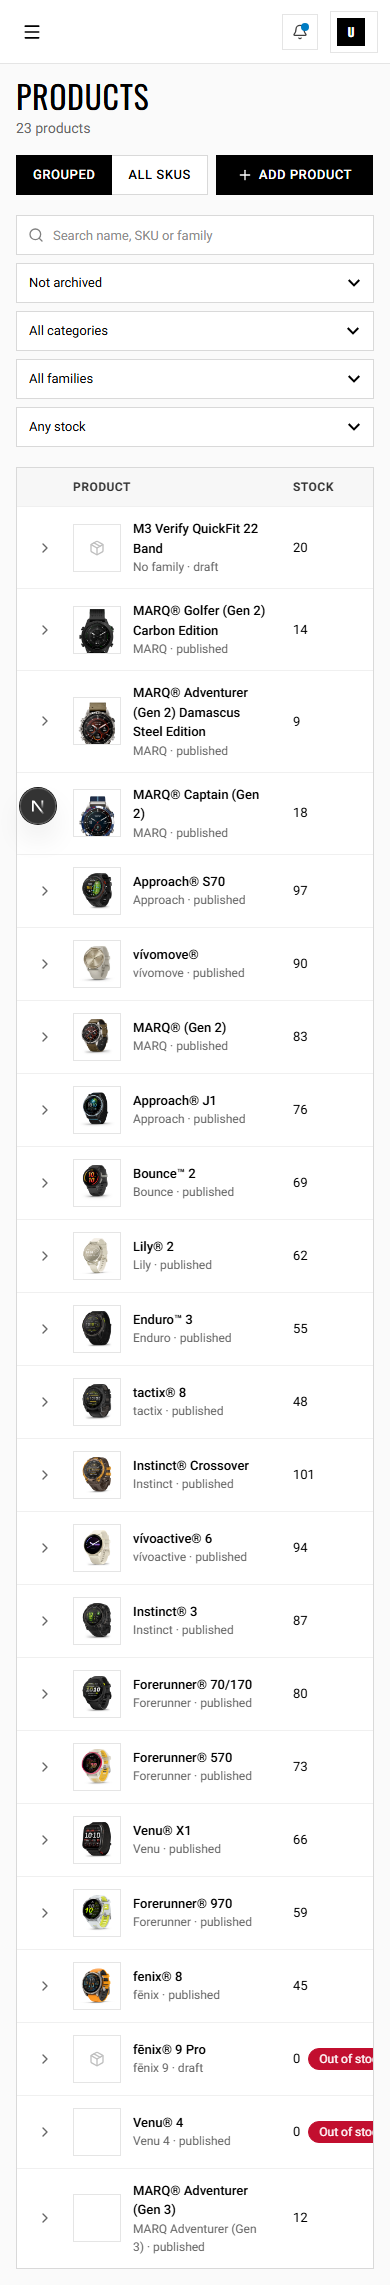 U
PRODUCTS
23 products
GROUPED
ALL SKUS
ADD PRODUCT
Search name, SKU or family
Not archived
All categories
All families
Any stock
PRODUCT
STOCK
M3 Verify QuickFit 22
Band
No family · draft
20
MARQ® Golfer (Gen 2)
Carbon Edition
MARQ · published
14
MARQ® Adventurer
(Gen 2) Damascus
Steel Edition
MARQ · published
9
N
MARQ® Captain (Gen
2)
MARQ · published
18
Approach® S70
Approach · published
97
vívomove®
vívomove · published
90
MARQ® (Gen 2)
MARQ · published
83
Approach® J1
Approach · published
76
Bounce™ 2
Bounce · published
69
Lily® 2
Lily · published
62
Enduro™ 3
Enduro · published
55
tactix® 8
tactix · published
48
Instinct® Crossover
Instinct · published
101
vívoactive® 6
vívoactive · published
94
Instinct® 3
Instinct · published
87
Forerunner® 70/170
Forerunner · published
80
Forerunner® 570
Forerunner · published
73
Venu® X1
Venu · published
66
Forerunner® 970
Forerunner · published
59
fenix® 8
fēnix · published
45
fēnix® 9 Pro
fēnix 9 · draft
0 Out of sto
Venu® 4
Venu 4 · published
0 Out of sto
MARQ® Adventurer
(Gen 3)
MARQ Adventurer (Gen
3) · published
12